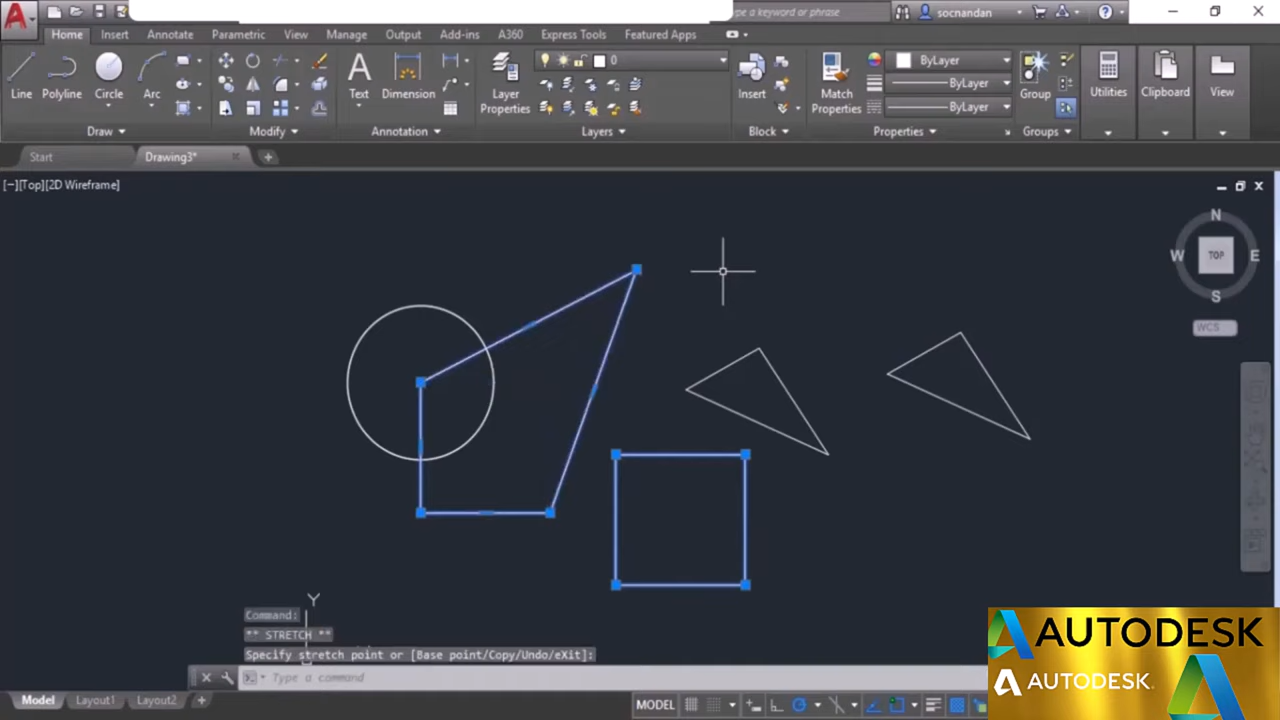 e a keyword or phrase
socnandan
Home Insert Annotate Parametric View Manage Output Add-ins A360 Express Tools Featured Apps
0
ByLayer
ByLayer
ByLayer
Line Polyline Circle Arc Text Dimension Layer Properties Insert Match Properties Group Utilities Clipboard View
Draw Modify Annotation Layers Block Properties Groups
Start Drawing3*
[−][Top][2D Wireframe]
N
W TOP E
S
WCS
Y
Command:
** STRETCH **
Specify stretch point or [Base point/Copy/Undo/eXit]:
Type a command
Model Layout1 Layout2 +
MODEL
AUTODESK
AUTODESK.